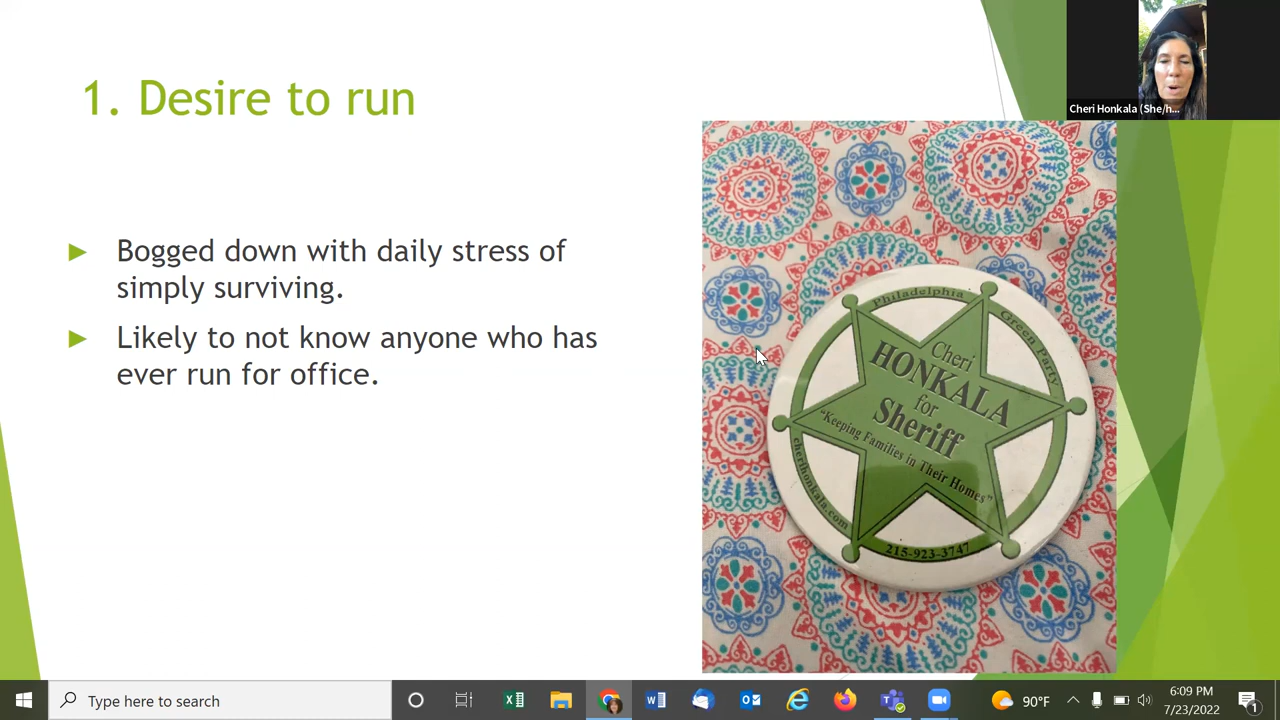 1. Desire to run
Bogged down with daily stress of
simply surviving.
Likely to not know anyone who has
ever run for office.
Cheri Honkala (She/h...
Philadelphia
Green Party
Cheri
HONKALA
for
Sheriff
"Keeping Families in Their Homes"
cherihonkala.com
215-923-3747
Type here to search
90°F
6:09 PM
7/23/2022
1